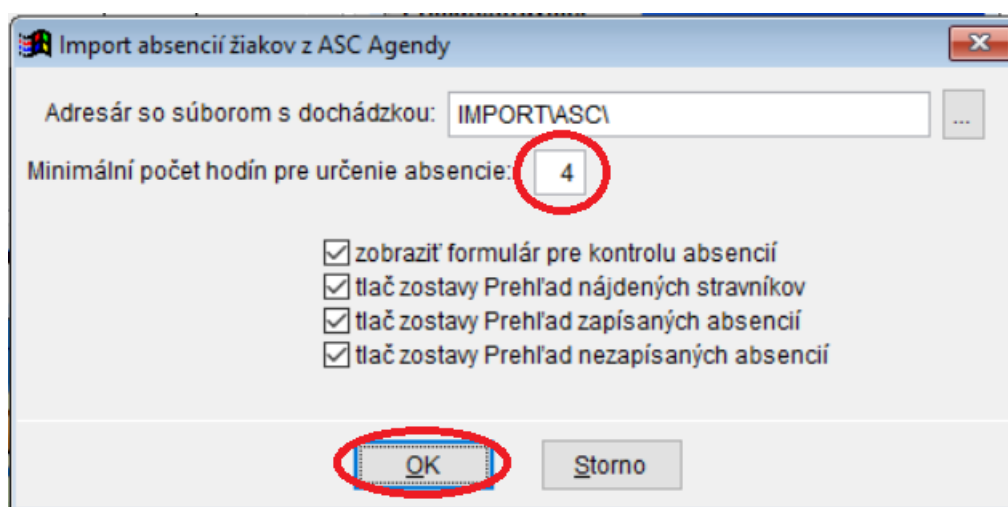 Import absencií žiakov z ASC Agendy
Adresár so súborom s dochádzkou: IMPORT\ASC\ ...
Minimální počet hodín pre určenie absencie: 4
zobraziť formulár pre kontrolu absencií
tlač zostavy Prehľad nájdených stravníkov
tlač zostavy Prehľad zapísaných absencií
tlač zostavy Prehľad nezapísaných absencií
OK Storno